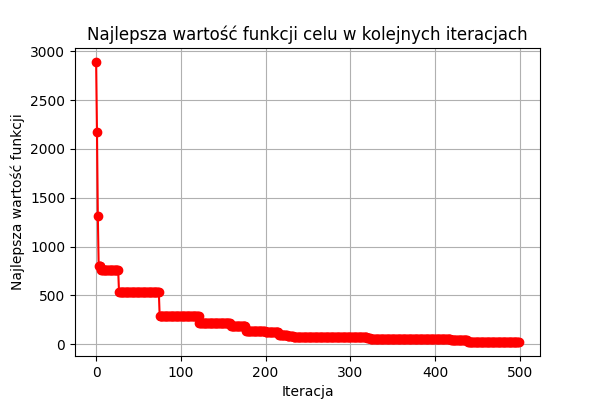 Najlepsza wartość funkcji celu w kolejnych iteracjach
3000
2500
2000
1500
1000
500
0
Najlepsza wartość funkcji
0 100 200 300 400 500
Iteracja